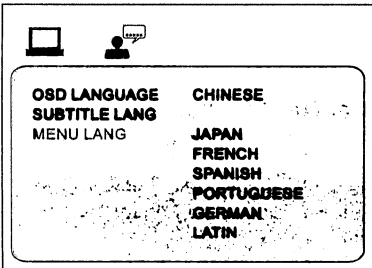 OSD LANGUAGE CHINESE
SUBTITLE LANG
MENU LANG JAPAN
FRENCH
SPANISH
PORTUGUESE
GERMAN
LATIN